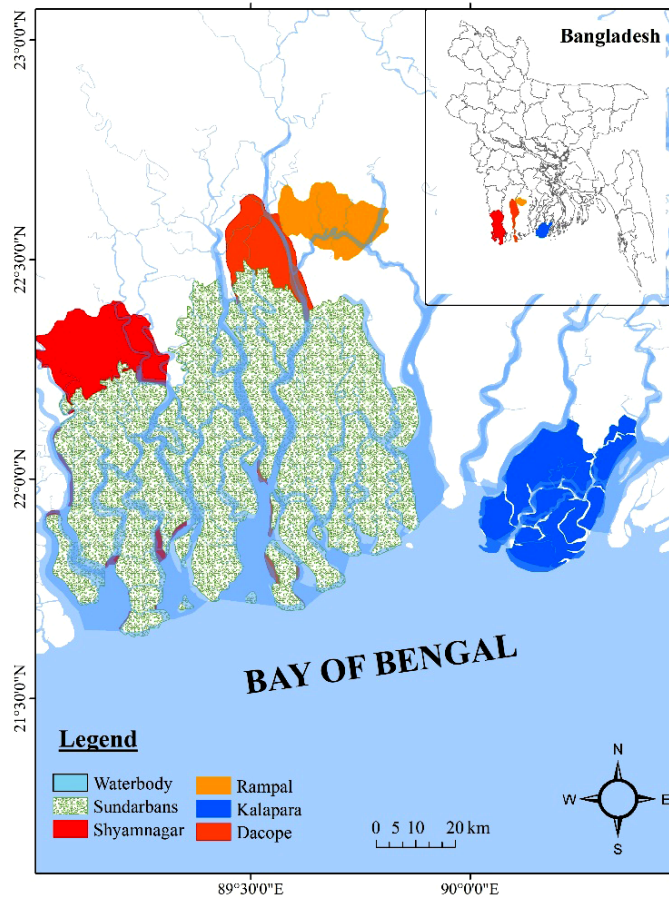 Bangladesh
23°0'0"N
22°30'0"N
22°0'0"N
21°30'0"N
BAY OF BENGAL
Legend
Waterbody
Sundarbans
Shyamnagar
Rampal
Kalapara
Dacope
0 5 10 20 km
N
W E
S
89°30'0"E
90°0'0"E